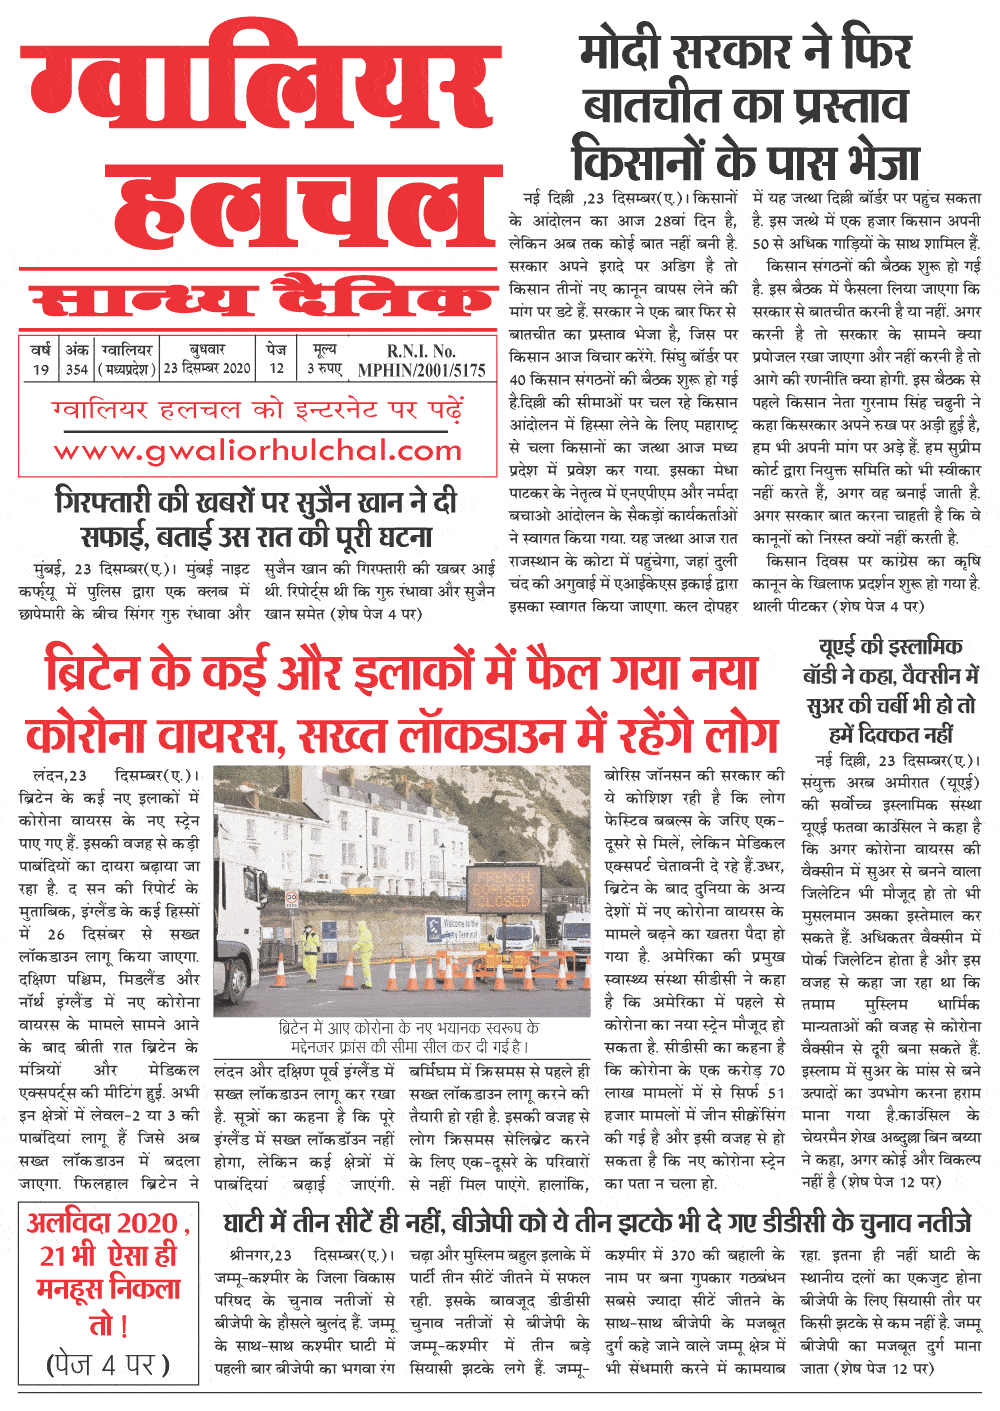 ग्वालियर
हलचल
सान्ध्य दैनिक
वर्ष 19
अंक 354
ग्वालियर (मध्यप्रदेश)
बुधवार 23 दिसम्बर 2020
पेज 12
मूल्य 3 रुपए
R.N.I. No.
MPHIN/2001/5175
ग्वालियर हलचल को इन्टरनेट पर पढ़ें
www.gwaliorhulchal.com
मोदी सरकार ने फिर
बातचीत का प्रस्ताव
किसानों के पास भेजा
नई दिल्ली ,23 दिसम्बर(ए.)। किसानों
के आंदोलन का आज 28वां दिन है,
लेकिन अब तक कोई बात नहीं बनी है.
सरकार अपने इरादे पर अडिग है तो
किसान तीनों नए कानून वापस लेने की
मांग पर डटे हैं. सरकार ने एक बार फिर से
बातचीत का प्रस्ताव भेजा है, जिस पर
किसान आज विचार करेंगे. सिंघु बॉर्डर पर
40 किसान संगठनों की बैठक शुरू हो गई
है.दिल्ली की सीमाओं पर चल रहे किसान
आंदोलन में हिस्सा लेने के लिए महाराष्ट्र
से चला किसानों का जत्था आज मध्य
प्रदेश में प्रवेश कर गया. इसका मेधा
पाटकर के नेतृत्व में एनएपीएम और नर्मदा
बचाओ आंदोलन के सैकड़ों कार्यकर्ताओं
ने स्वागत किया गया. यह जत्था आज रात
राजस्थान के कोटा में पहुंचेगा, जहां दुली
चंद की अगुवाई में एआईकेएस इकाई द्वारा
इसका स्वागत किया जाएगा. कल दोपहर
में यह जत्था दिल्ली बॉर्डर पर पहुंच सकता
है. इस जत्थे में एक हजार किसान अपनी
50 से अधिक गाड़ियों के साथ शामिल हैं.
किसान संगठनों की बैठक शुरू हो गई
है. इस बैठक में फैसला लिया जाएगा कि
सरकार से बातचीत करनी है या नहीं. अगर
करनी है तो सरकार के सामने क्या
प्रपोजल रखा जाएगा और नहीं करनी है तो
आगे की रणनीति क्या होगी. इस बैठक से
पहले किसान नेता गुरनाम सिंह चढ़ुनी ने
कहा किसरकार अपने रुख पर अड़ी हुई है,
हम भी अपनी मांग पर अड़े हैं. हम सुप्रीम
कोर्ट द्वारा नियुक्त समिति को भी स्वीकार
नहीं करते हैं, अगर वह बनाई जाती है.
अगर सरकार बात करना चाहती है कि वे
कानूनों को निरस्त क्यों नहीं करती है.
किसान दिवस पर कांग्रेस का कृषि
कानून के खिलाफ प्रदर्शन शुरू हो गया है.
थाली पीटकर (शेष पेज 4 पर)
गिरफ्तारी की खबरों पर सुजैन खान ने दी
सफाई, बताई उस रात की पूरी घटना
मुंबई, 23 दिसम्बर(ए.)। मुंबई नाइट
कर्फ्यू में पुलिस द्वारा एक क्लब में
छापेमारी के बीच सिंगर गुरु रंधावा और
सुजैन खान की गिरफ्तारी की खबर आई
थी. रिपोर्ट्स थी कि गुरु रंधावा और सुजैन
खान समेत (शेष पेज 4 पर)
ब्रिटेन के कई और इलाकों में फैल गया नया
कोरोना वायरस, सख्त लॉकडाउन में रहेंगे लोग
लंदन,23 दिसम्बर(ए.)।
ब्रिटेन के कई नए इलाकों में
कोरोना वायरस के नए स्ट्रेन
पाए गए हैं. इसकी वजह से कड़ी
पाबंदियों का दायरा बढ़ाया जा
रहा है. द सन की रिपोर्ट के
मुताबिक, इंग्लैंड के कई हिस्सों
में 26 दिसंबर से सख्त
लॉकडाउन लागू किया जाएगा.
दक्षिण पश्चिम, मिडलैंड और
नॉर्थ इंग्लैंड में नए कोरोना
वायरस के मामले सामने आने
के बाद बीती रात ब्रिटेन के
मंत्रियों और मेडिकल
एक्सपर्ट्स की मीटिंग हुई. अभी
इन क्षेत्रों में लेवल-2 या 3 की
पाबंदियां लागू हैं जिसे अब
सख्त लॉकडाउन में बदला
जाएगा. फिलहाल ब्रिटेन ने
FRENCH
BORDERS
CLOSED
20
Welcome to the
Ferry Terminal
ब्रिटेन में आए कोरोना के नए भयानक स्वरूप के
मद्देनजर फ्रांस की सीमा सील कर दी गई है।
लंदन और दक्षिण पूर्व इंग्लैंड में
सख्त लॉकडाउन लागू कर रखा
है. सूत्रों का कहना है कि पूरे
इंग्लैंड में सख्त लॉकडॉउन नहीं
होगा, लेकिन कई क्षेत्रों में
पाबंदियां बढ़ाई जाएंगी.
बर्मिंघम में क्रिसमस से पहले ही
सख्त लॉकडाउन लागू करने की
तैयारी हो रही है. इसकी वजह से
लोग क्रिसमस सेलिब्रेट करने
के लिए एक-दूसरे के परिवारों
से नहीं मिल पाएंगे. हालांकि,
बोरिस जॉनसन की सरकार की
ये कोशिश रही है कि लोग
फेस्टिव बबल्स के जरिए एक-
दूसरे से मिलें, लेकिन मेडिकल
एक्सपर्ट चेतावनी दे रहे हैं.उधर,
ब्रिटेन के बाद दुनिया के अन्य
देशों में नए कोरोना वायरस के
मामले बढ़ने का खतरा पैदा हो
गया है. अमेरिका की प्रमुख
स्वास्थ्य संस्था सीडीसी ने कहा
है कि अमेरिका में पहले से
कोरोना का नया स्ट्रेन मौजूद हो
सकता है. सीडीसी का कहना है
कि कोरोना के एक करोड़ 70
लाख मामलों में से सिर्फ 51
हजार मामलों में जीन सीक्वेंसिंग
की गई है और इसी वजह से हो
सकता है कि नए कोरोना स्ट्रेन
का पता न चला हो.
यूएई की इस्लामिक
बॉडी ने कहा, वैक्सीन में
सुअर की चर्बी भी हो तो
हमें दिक्कत नहीं
नई दिल्ली, 23 दिसम्बर(ए.)।
संयुक्त अरब अमीरात (यूएई)
की सर्वोच्च इस्लामिक संस्था
यूएई फतवा काउंसिल ने कहा है
कि अगर कोरोना वायरस की
वैक्सीन में सुअर से बनने वाला
जिलेटिन भी मौजूद हो तो भी
मुसलमान उसका इस्तेमाल कर
सकते हैं. अधिकतर वैक्सीन में
पोर्क जिलेटिन होता है और इस
वजह से कहा जा रहा था कि
तमाम मुस्लिम धार्मिक
मान्यताओं की वजह से कोरोना
वैक्सीन से दूरी बना सकते हैं.
इस्लाम में सुअर के मांस से बने
उत्पादों का उपभोग करना हराम
माना गया है.काउंसिल के
चेयरमैन शेख अब्दुल्ला बिन बय्या
ने कहा, अगर कोई और विकल्प
नहीं है (शेष पेज 12 पर)
अलविदा 2020 ,
21 भी ऐसा ही
मनहूस निकला
तो !
(पेज 4 पर )
घाटी में तीन सीटें ही नहीं, बीजेपी को ये तीन झटके भी दे गए डीडीसी के चुनाव नतीजे
श्रीनगर,23 दिसम्बर(ए.)।
जम्मू-कश्मीर के जिला विकास
परिषद के चुनाव नतीजों से
बीजेपी के हौसले बुलंद हैं. जम्मू
के साथ-साथ कश्मीर घाटी में
पहली बार बीजेपी का भगवा रंग
चढ़ा और मुस्लिम बहुल इलाके में
पार्टी तीन सीटें जीतने में सफल
रही. इसके बावजूद डीडीसी
चुनाव नतीजों से बीजेपी के
जम्मू-कश्मीर में तीन बड़े
सियासी झटके लगे हैं. जम्मू-
कश्मीर में 370 की बहाली के
नाम पर बना गुपकार गठबंधन
सबसे ज्यादा सीटें जीतने के
साथ-साथ बीजेपी के मजबूत
दुर्ग कहे जाने वाले जम्मू क्षेत्र में
भी सेंधमारी करने में कामयाब
रहा. इतना ही नहीं घाटी के
स्थानीय दलों का एकजुट होना
बीजेपी के लिए सियासी तौर पर
किसी झटके से कम नहीं है. जम्मू
बीजेपी का मजबूत दुर्ग माना
जाता (शेष पेज 12 पर)